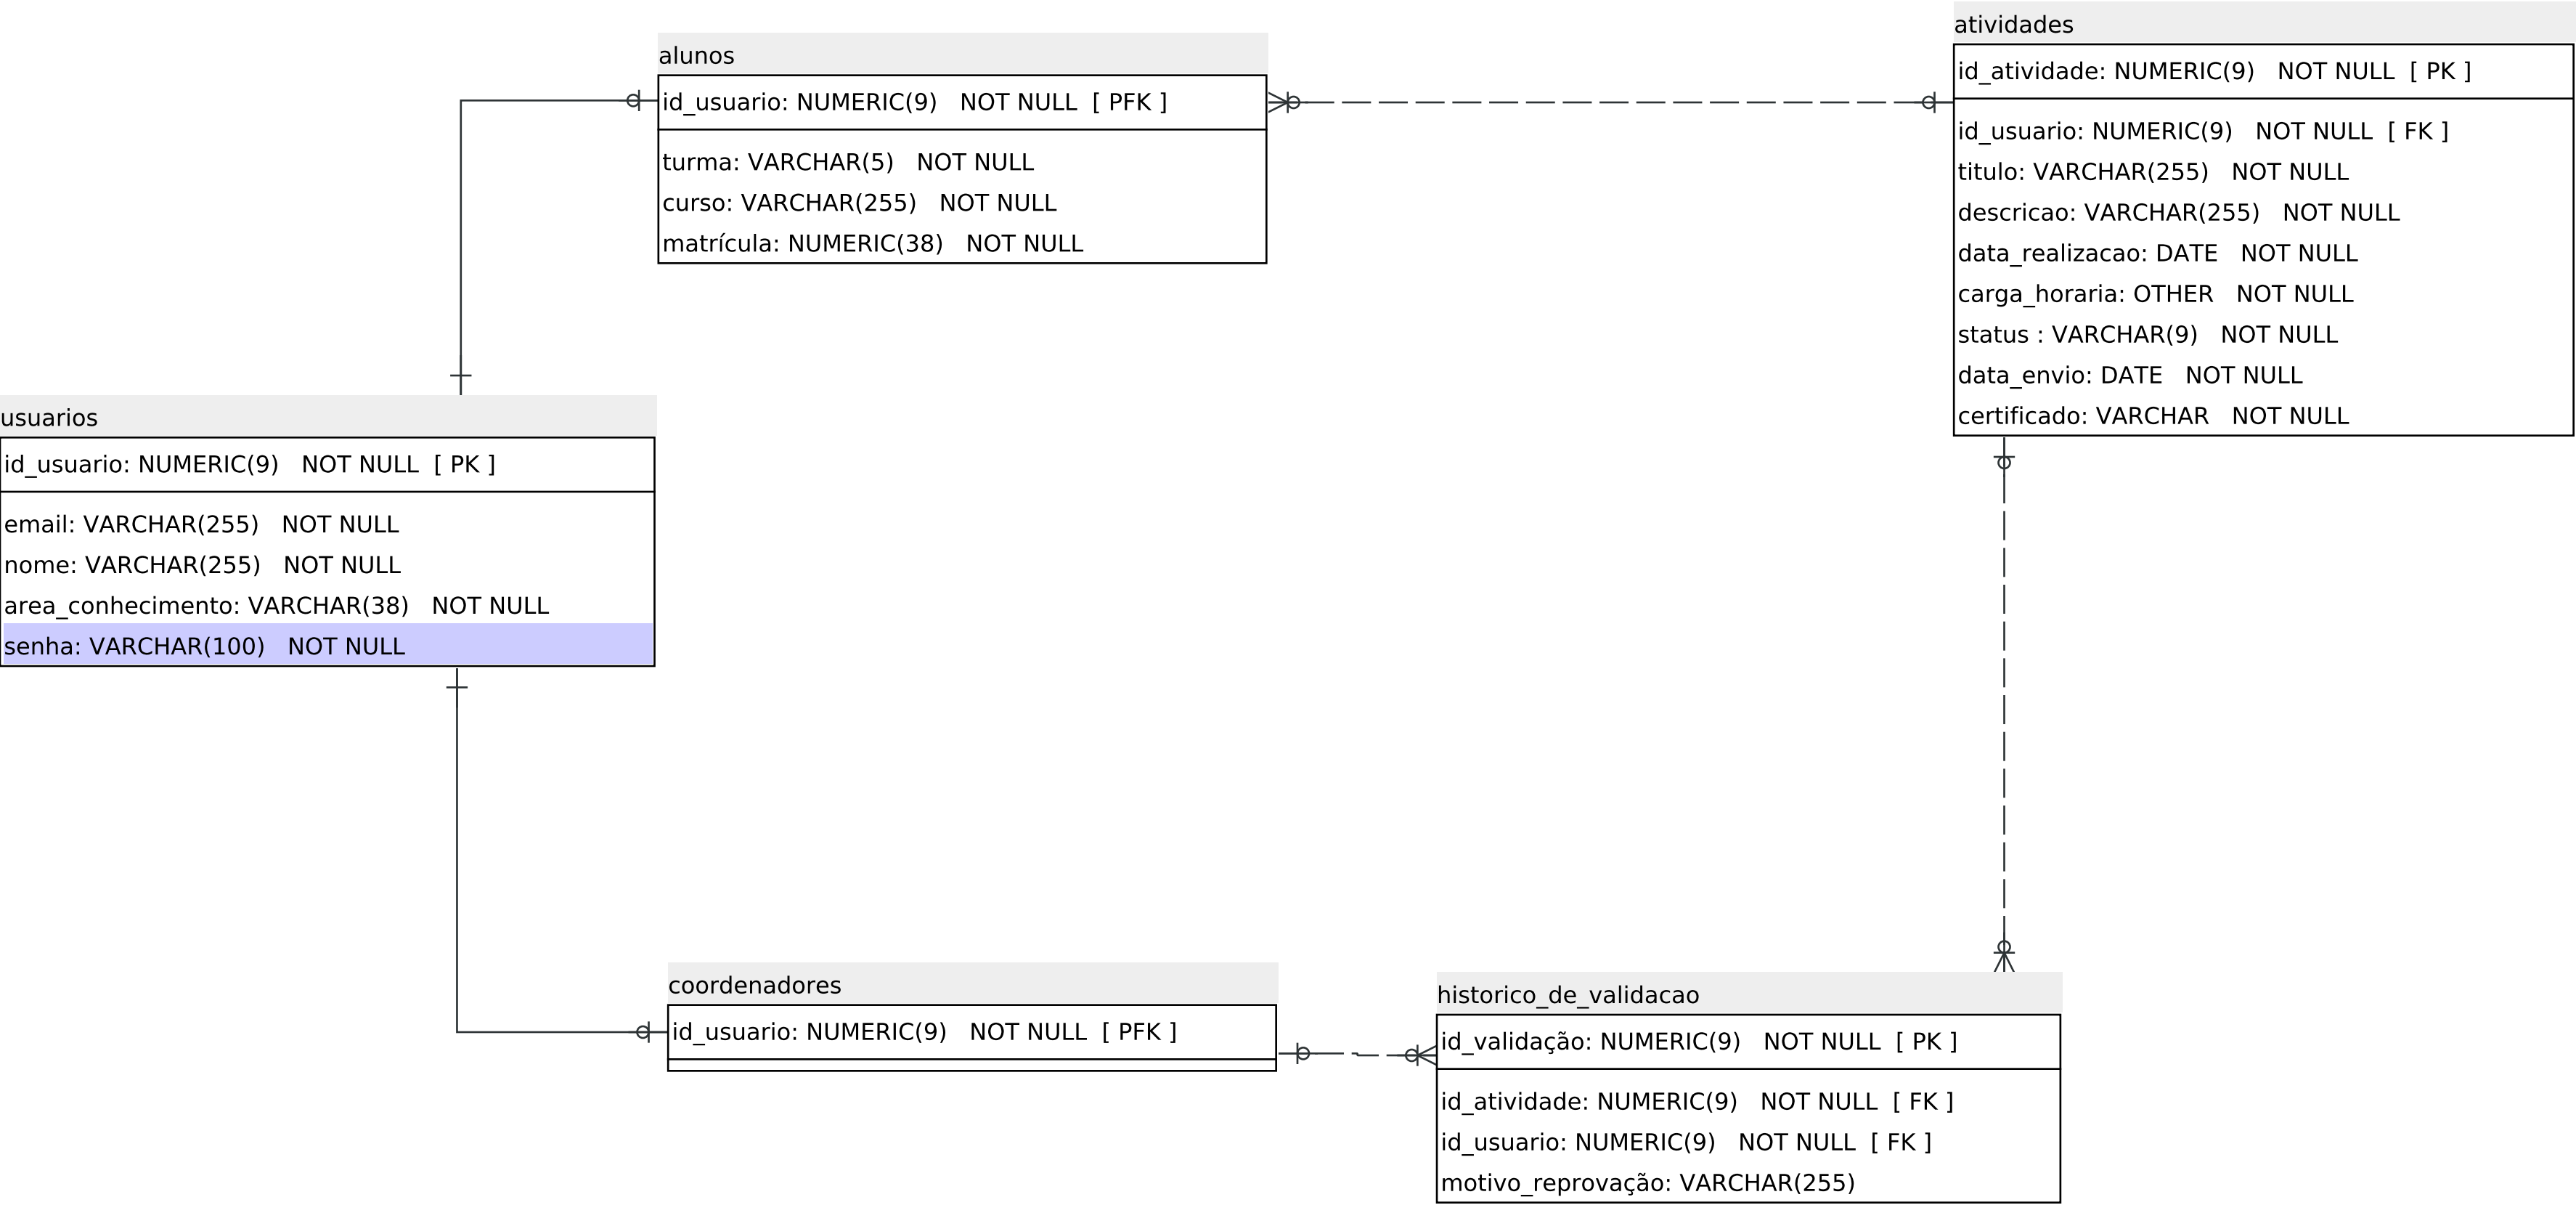 alunos
id_usuario: NUMERIC(9) NOT NULL [ PFK ]
turma: VARCHAR(5) NOT NULL
curso: VARCHAR(255) NOT NULL
matrícula: NUMERIC(38) NOT NULL
atividades
id_atividade: NUMERIC(9) NOT NULL [ PK ]
id_usuario: NUMERIC(9) NOT NULL [ FK ]
titulo: VARCHAR(255) NOT NULL
descricao: VARCHAR(255) NOT NULL
data_realizacao: DATE NOT NULL
carga_horaria: OTHER NOT NULL
status : VARCHAR(9) NOT NULL
data_envio: DATE NOT NULL
certificado: VARCHAR NOT NULL
usuarios
id_usuario: NUMERIC(9) NOT NULL [ PK ]
email: VARCHAR(255) NOT NULL
nome: VARCHAR(255) NOT NULL
area_conhecimento: VARCHAR(38) NOT NULL
senha: VARCHAR(100) NOT NULL
coordenadores
id_usuario: NUMERIC(9) NOT NULL [ PFK ]
historico_de_validacao
id_validação: NUMERIC(9) NOT NULL [ PK ]
id_atividade: NUMERIC(9) NOT NULL [ FK ]
id_usuario: NUMERIC(9) NOT NULL [ FK ]
motivo_reprovação: VARCHAR(255)